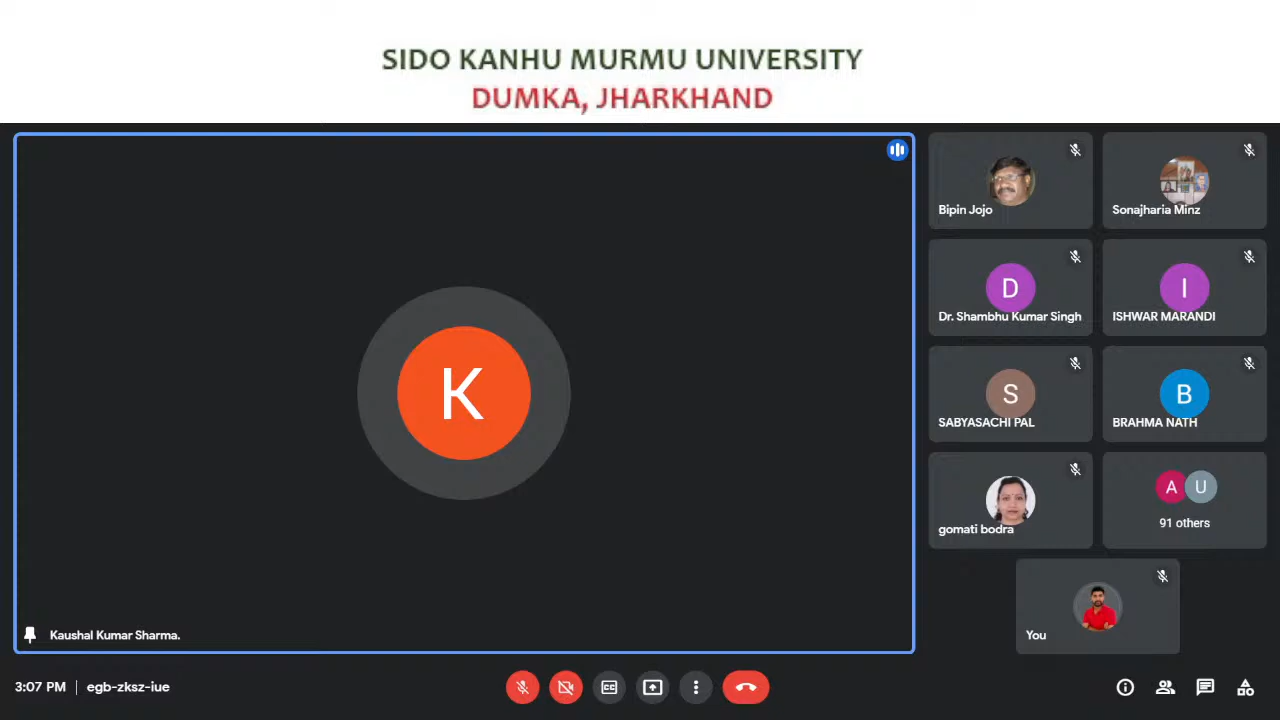 SIDO KANHU MURMU UNIVERSITY
DUMKA, JHARKHAND
K
Kaushal Kumar Sharma.
Bipin Jojo
Sonajharia Minz
D
Dr. Shambhu Kumar Singh
I
ISHWAR MARANDI
S
SABYASACHI PAL
B
BRAHMA NATH
gomati bodra
A U
91 others
You
3:07 PM | egb-zksz-iue
CC